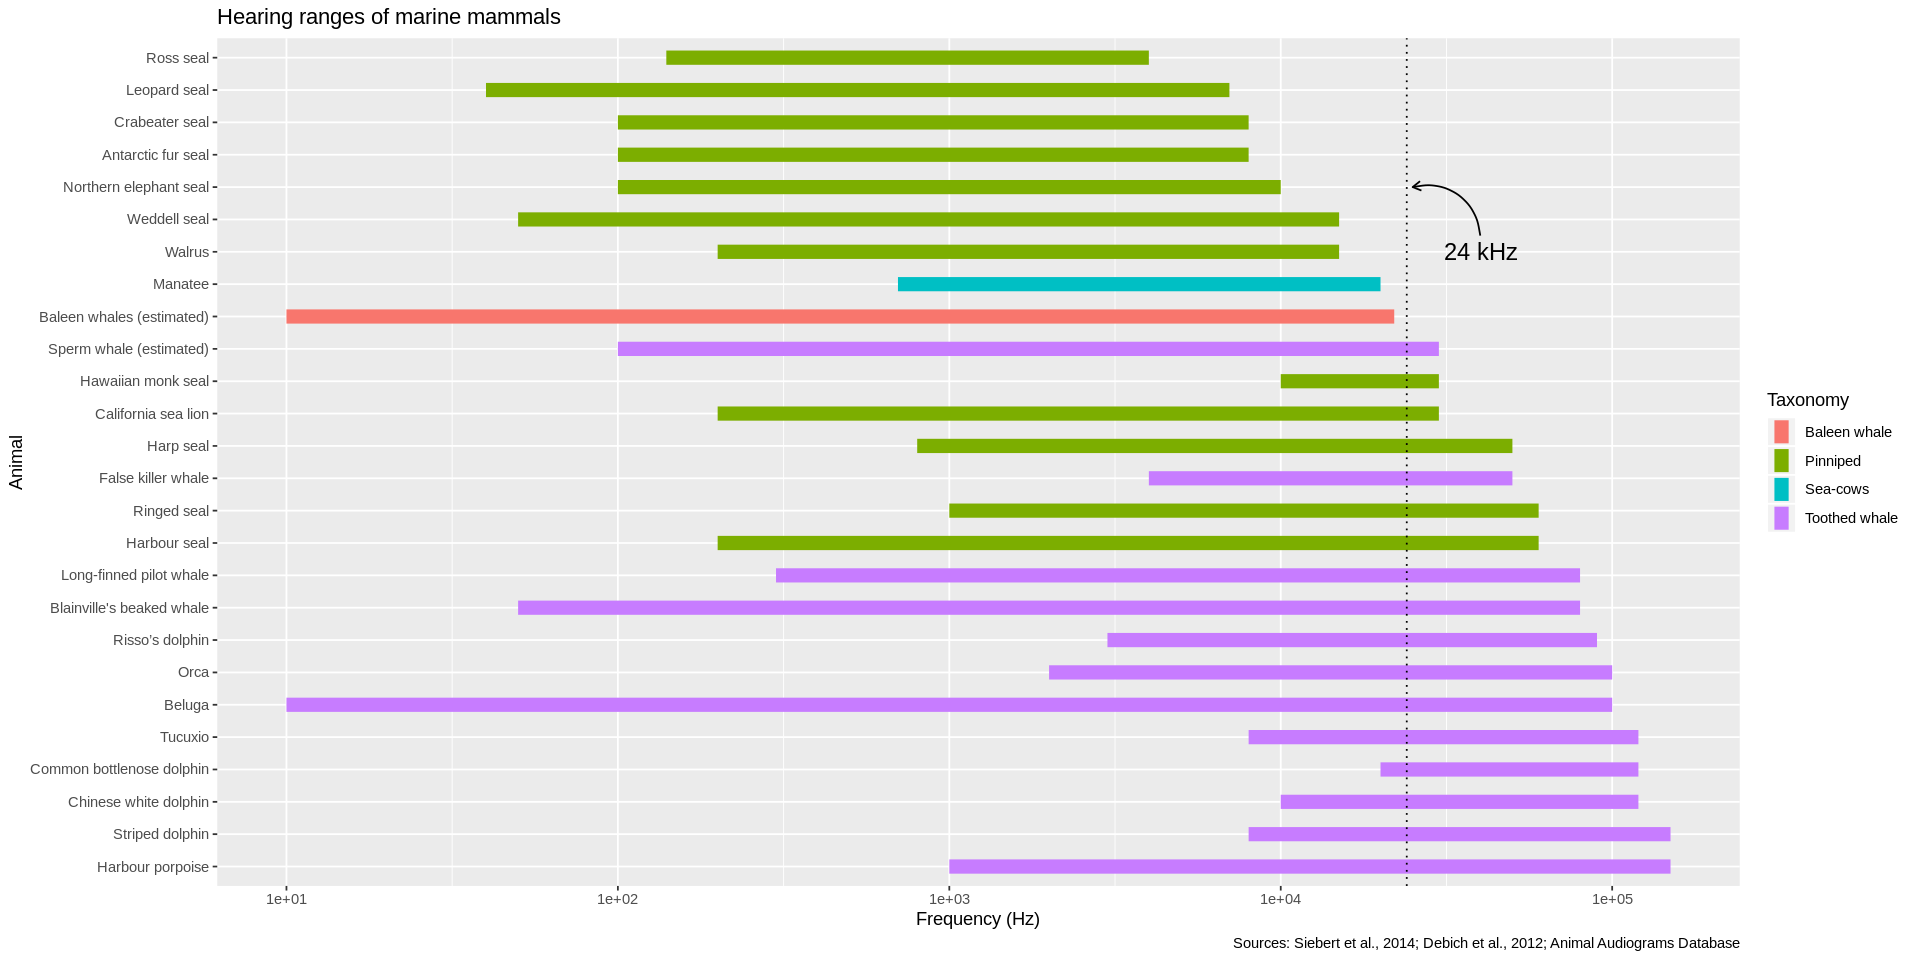 Hearing ranges of marine mammals
Ross seal
Leopard seal
Crabeater seal
Antarctic fur seal
Northern elephant seal
Weddell seal
Walrus
24 kHz
Manatee
Baleen whales (estimated)
Sperm whale (estimated)
Hawaiian monk seal
California sea lion
Harp seal
False killer whale
Ringed seal
Harbour seal
Long-finned pilot whale
Blainville's beaked whale
Risso’s dolphin
Orca
Beluga
Tucuxio
Common bottlenose dolphin
Chinese white dolphin
Striped dolphin
Harbour porpoise
Animal
1e+01 1e+02 1e+03 1e+04 1e+05
Frequency (Hz)
Taxonomy
Baleen whale
Pinniped
Sea-cows
Toothed whale
Sources: Siebert et al., 2014; Debich et al., 2012; Animal Audiograms Database